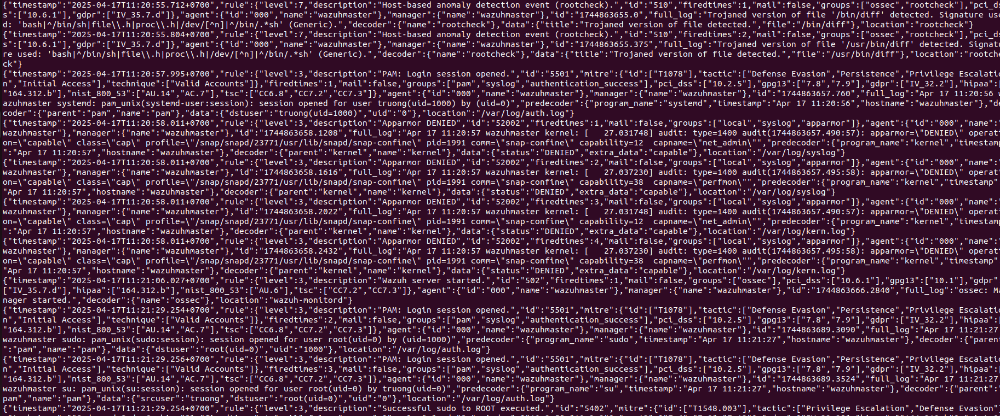 {"timestamp":"2025-04-17T11:20:55.712+0700","rule":{"level":7,"description":"Host-based anomaly detection event (rootcheck).","id":"510","firedtimes":1,"mail":false,"groups":["ossec","rootcheck"],"pci_ds
s":["10.6.1"],"gdpr":["IV_35.7.d"]},"agent":{"id":"000","name":"wazuhmaster"},"manager":{"name":"wazuhmaster"},"id":"1744863655.0","full_log":"Trojaned version of file '/bin/diff' detected. Signature use
d: 'bash|^/bin/sh|file\\.h|proc\\.h|/dev/[^n]|^/bin/.*sh' (Generic).","decoder":{"name":"rootcheck"},"data":{"title":"Trojaned version of file detected.","file":"/bin/diff"},"location":"rootcheck"}
{"timestamp":"2025-04-17T11:20:55.804+0700","rule":{"level":7,"description":"Host-based anomaly detection event (rootcheck).","id":"510","firedtimes":2,"mail":false,"groups":["ossec","rootcheck"],"pci_ds
s":["10.6.1"],"gdpr":["IV_35.7.d"]},"agent":{"id":"000","name":"wazuhmaster"},"manager":{"name":"wazuhmaster"},"id":"1744863655.375","full_log":"Trojaned version of file '/usr/bin/diff' detected. Signatu
re used: 'bash|^/bin/sh|file\\.h|proc\\.h|/dev/[^n]|^/bin/.*sh' (Generic).","decoder":{"name":"rootcheck"},"data":{"title":"Trojaned version of file detected.","file":"/usr/bin/diff"},"location":"rootche
ck"}
{"timestamp":"2025-04-17T11:20:57.995+0700","rule":{"level":3,"description":"PAM: Login session opened.","id":"5501","mitre":{"id":["T1078"],"tactic":["Defense Evasion","Persistence","Privilege Escalatio
n","Initial Access"],"technique":["Valid Accounts"]},"firedtimes":1,"mail":false,"groups":["pam","syslog","authentication_success"],"pci_dss":["10.2.5"],"gpg13":["7.8","7.9"],"gdpr":["IV_32.2"],"hipaa":[
"164.312.b"],"nist_800_53":["AU.14","AC.7"],"tsc":["CC6.8","CC7.2","CC7.3"]},"agent":{"id":"000","name":"wazuhmaster"},"manager":{"name":"wazuhmaster"},"id":"1744863657.760","full_log":"Apr 17 11:20:56 w
azuhmaster systemd: pam_unix(systemd-user:session): session opened for user truong(uid=1000) by (uid=0)","predecoder":{"program_name":"systemd","timestamp":"Apr 17 11:20:56","hostname":"wazuhmaster"},"de
coder":{"parent":"pam","name":"pam"},"data":{"dstuser":"truong(uid=1000)","uid":"0"},"location":"/var/log/auth.log"}
{"timestamp":"2025-04-17T11:20:58.011+0700","rule":{"level":3,"description":"Apparmor DENIED","id":"52002","firedtimes":1,"mail":false,"groups":["local","syslog","apparmor"]},"agent":{"id":"000","name":"
wazuhmaster"},"manager":{"name":"wazuhmaster"},"id":"1744863658.1208","full_log":"Apr 17 11:20:57 wazuhmaster kernel: [   27.031748] audit: type=1400 audit(1744863657.490:57): apparmor=\"DENIED\" operati
on=\"capable\" class=\"cap\" profile=\"/snap/snapd/23771/usr/lib/snapd/snap-confine\" pid=1991 comm=\"snap-confine\" capability=12  capname=\"net_admin\"","predecoder":{"program_name":"kernel","timestamp
":"Apr 17 11:20:57","hostname":"wazuhmaster"},"decoder":{"parent":"kernel","name":"kernel"},"data":{"status":"DENIED","extra_data":"capable"},"location":"/var/log/syslog"}
{"timestamp":"2025-04-17T11:20:58.011+0700","rule":{"level":3,"description":"Apparmor DENIED","id":"52002","firedtimes":2,"mail":false,"groups":["local","syslog","apparmor"]},"agent":{"id":"000","name":"
wazuhmaster"},"manager":{"name":"wazuhmaster"},"id":"1744863658.1616","full_log":"Apr 17 11:20:57 wazuhmaster kernel: [   27.037230] audit: type=1400 audit(1744863657.495:58): apparmor=\"DENIED\" operati
on=\"capable\" class=\"cap\" profile=\"/snap/snapd/23771/usr/lib/snapd/snap-confine\" pid=1991 comm=\"snap-confine\" capability=38  capname=\"perfmon\"","predecoder":{"program_name":"kernel","timestamp":
"Apr 17 11:20:57","hostname":"wazuhmaster"},"decoder":{"parent":"kernel","name":"kernel"},"data":{"status":"DENIED","extra_data":"capable"},"location":"/var/log/syslog"}
{"timestamp":"2025-04-17T11:20:58.011+0700","rule":{"level":3,"description":"Apparmor DENIED","id":"52002","firedtimes":3,"mail":false,"groups":["local","syslog","apparmor"]},"agent":{"id":"000","name":"
wazuhmaster"},"manager":{"name":"wazuhmaster"},"id":"1744863658.2022","full_log":"Apr 17 11:20:57 wazuhmaster kernel: [   27.031748] audit: type=1400 audit(1744863657.490:57): apparmor=\"DENIED\" operati
on=\"capable\" class=\"cap\" profile=\"/snap/snapd/23771/usr/lib/snapd/snap-confine\" pid=1991 comm=\"snap-confine\" capability=12  capname=\"net_admin\"","predecoder":{"program_name":"kernel","timestamp
":"Apr 17 11:20:57","hostname":"wazuhmaster"},"decoder":{"parent":"kernel","name":"kernel"},"data":{"status":"DENIED","extra_data":"capable"},"location":"/var/log/kern.log"}
{"timestamp":"2025-04-17T11:20:58.011+0700","rule":{"level":3,"description":"Apparmor DENIED","id":"52002","firedtimes":4,"mail":false,"groups":["local","syslog","apparmor"]},"agent":{"id":"000","name":"
wazuhmaster"},"manager":{"name":"wazuhmaster"},"id":"1744863658.2432","full_log":"Apr 17 11:20:57 wazuhmaster kernel: [   27.037230] audit: type=1400 audit(1744863657.495:58): apparmor=\"DENIED\" operati
on=\"capable\" class=\"cap\" profile=\"/snap/snapd/23771/usr/lib/snapd/snap-confine\" pid=1991 comm=\"snap-confine\" capability=38  capname=\"perfmon\"","predecoder":{"program_name":"kernel","timestamp":
"Apr 17 11:20:57","hostname":"wazuhmaster"},"decoder":{"parent":"kernel","name":"kernel"},"data":{"status":"DENIED","extra_data":"capable"},"location":"/var/log/kern.log"}
{"timestamp":"2025-04-17T11:21:06.027+0700","rule":{"level":3,"description":"Wazuh server started.","id":"502","firedtimes":1,"mail":false,"groups":["ossec"],"pci_dss":["10.6.1"],"gpg13":["10.1"],"gdpr":
["IV_35.7.d"],"hipaa":["164.312.b"],"nist_800_53":["AU.6"],"tsc":["CC7.2","CC7.3"]},"agent":{"id":"000","name":"wazuhmaster"},"manager":{"name":"wazuhmaster"},"id":"1744863666.2840","full_log":"ossec: Ma
nager started.","decoder":{"name":"ossec"},"location":"wazuh-monitord"}
{"timestamp":"2025-04-17T11:21:29.254+0700","rule":{"level":3,"description":"PAM: Login session opened.","id":"5501","mitre":{"id":["T1078"],"tactic":["Defense Evasion","Persistence","Privilege Escalatio
n","Initial Access"],"technique":["Valid Accounts"]},"firedtimes":2,"mail":false,"groups":["pam","syslog","authentication_success"],"pci_dss":["10.2.5"],"gpg13":["7.8","7.9"],"gdpr":["IV_32.2"],"hipaa":[
"164.312.b"],"nist_800_53":["AU.14","AC.7"],"tsc":["CC6.8","CC7.2","CC7.3"]},"agent":{"id":"000","name":"wazuhmaster"},"manager":{"name":"wazuhmaster"},"id":"1744863689.3090","full_log":"Apr 17 11:21:27
wazuhmaster sudo: pam_unix(sudo:session): session opened for user root(uid=0) by (uid=1000)","predecoder":{"program_name":"sudo","timestamp":"Apr 17 11:21:27","hostname":"wazuhmaster"},"decoder":{"parent
":"pam","name":"pam"},"data":{"dstuser":"root(uid=0)","uid":"1000"},"location":"/var/log/auth.log"}
{"timestamp":"2025-04-17T11:21:29.256+0700","rule":{"level":3,"description":"PAM: Login session opened.","id":"5501","mitre":{"id":["T1078"],"tactic":["Defense Evasion","Persistence","Privilege Escalatio
n","Initial Access"],"technique":["Valid Accounts"]},"firedtimes":3,"mail":false,"groups":["pam","syslog","authentication_success"],"pci_dss":["10.2.5"],"gpg13":["7.8","7.9"],"gdpr":["IV_32.2"],"hipaa":[
"164.312.b"],"nist_800_53":["AU.14","AC.7"],"tsc":["CC6.8","CC7.2","CC7.3"]},"agent":{"id":"000","name":"wazuhmaster"},"manager":{"name":"wazuhmaster"},"id":"1744863689.3524","full_log":"Apr 17 11:21:27
wazuhmaster su: pam_unix(su:session): session opened for user root(uid=0) by truong(uid=0)","predecoder":{"program_name":"su","timestamp":"Apr 17 11:21:27","hostname":"wazuhmaster"},"decoder":{"parent":"
pam","name":"pam"},"data":{"srcuser":"truong","dstuser":"root(uid=0)","uid":"0"},"location":"/var/log/auth.log"}
{"timestamp":"2025-04-17T11:21:29.254+0700","rule":{"level":3,"description":"Successful sudo to ROOT executed.","id":"5402","mitre":{"id":["T1548.003"],"tactic":["Privilege Escalation","Defense Evasion"]